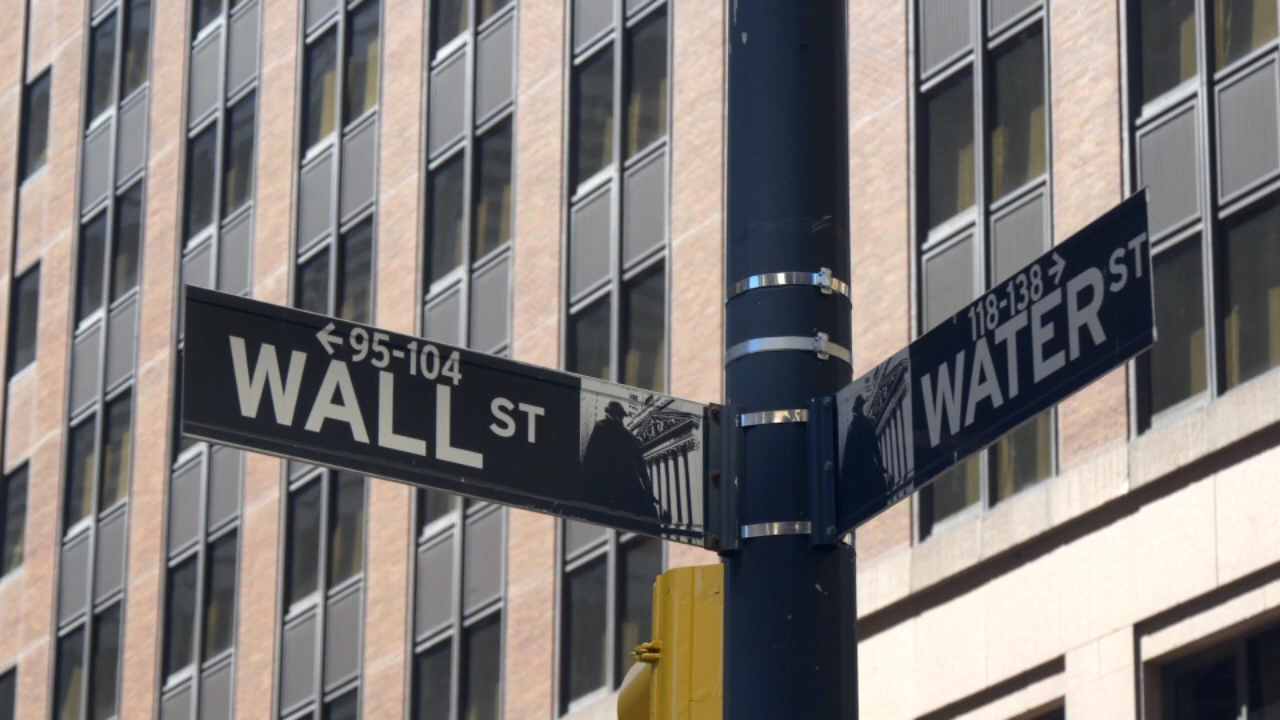 ←95-104
WALL ST
118-138→
WATER ST